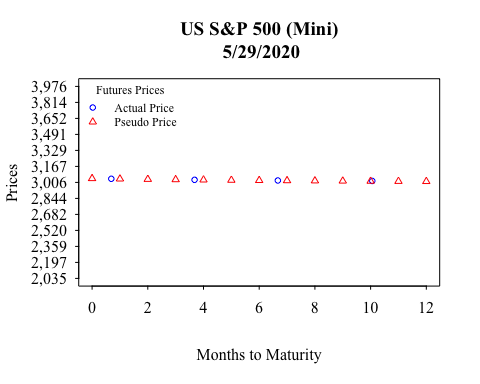 US S&P 500 (Mini)
5/29/2020
Futures Prices
Actual Price
Pseudo Price
Prices
3,976
3,814
3,652
3,491
3,329
3,167
3,006
2,844
2,682
2,520
2,359
2,197
2,035
0 2 4 6 8 10 12
Months to Maturity